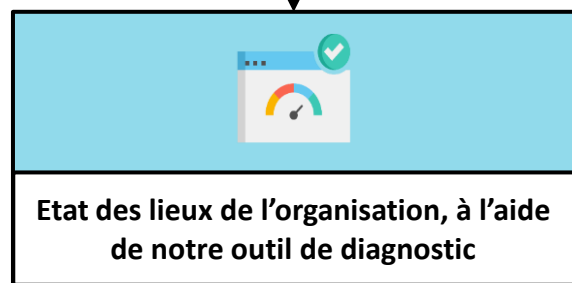 Etat des lieux de l’organisation, à l’aide
de notre outil de diagnostic